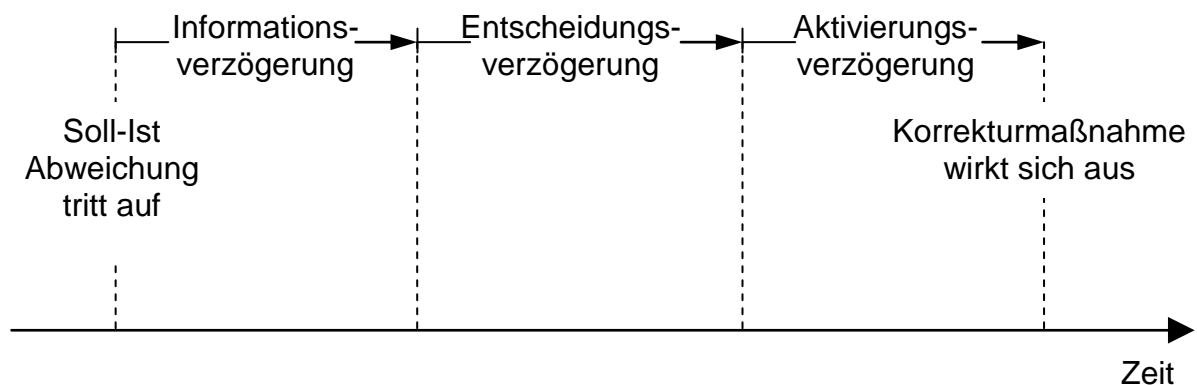 Informations-
verzögerung
Entscheidungs-
verzögerung
Aktivierungs-
verzögerung
Soll-Ist
Abweichung
tritt auf
Korrekturmaßnahme
wirkt sich aus
Zeit